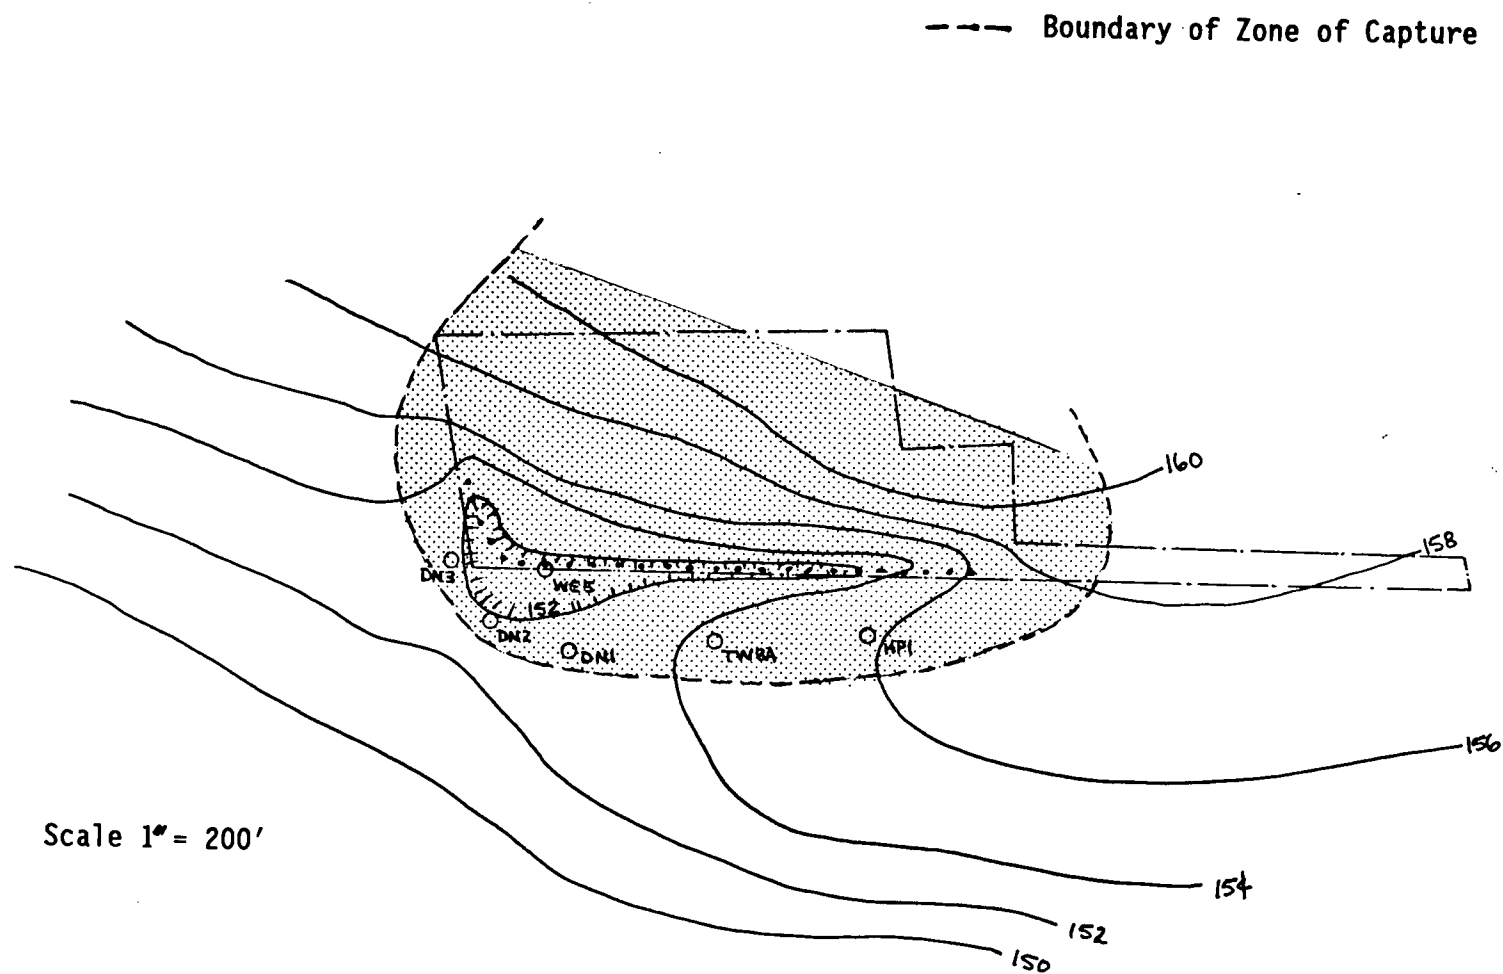 Boundary of Zone of Capture
160
158
DN3
WE5
152
DN2
DN1
TW8A
MP1
156
Scale 1"= 200'
154
152
150